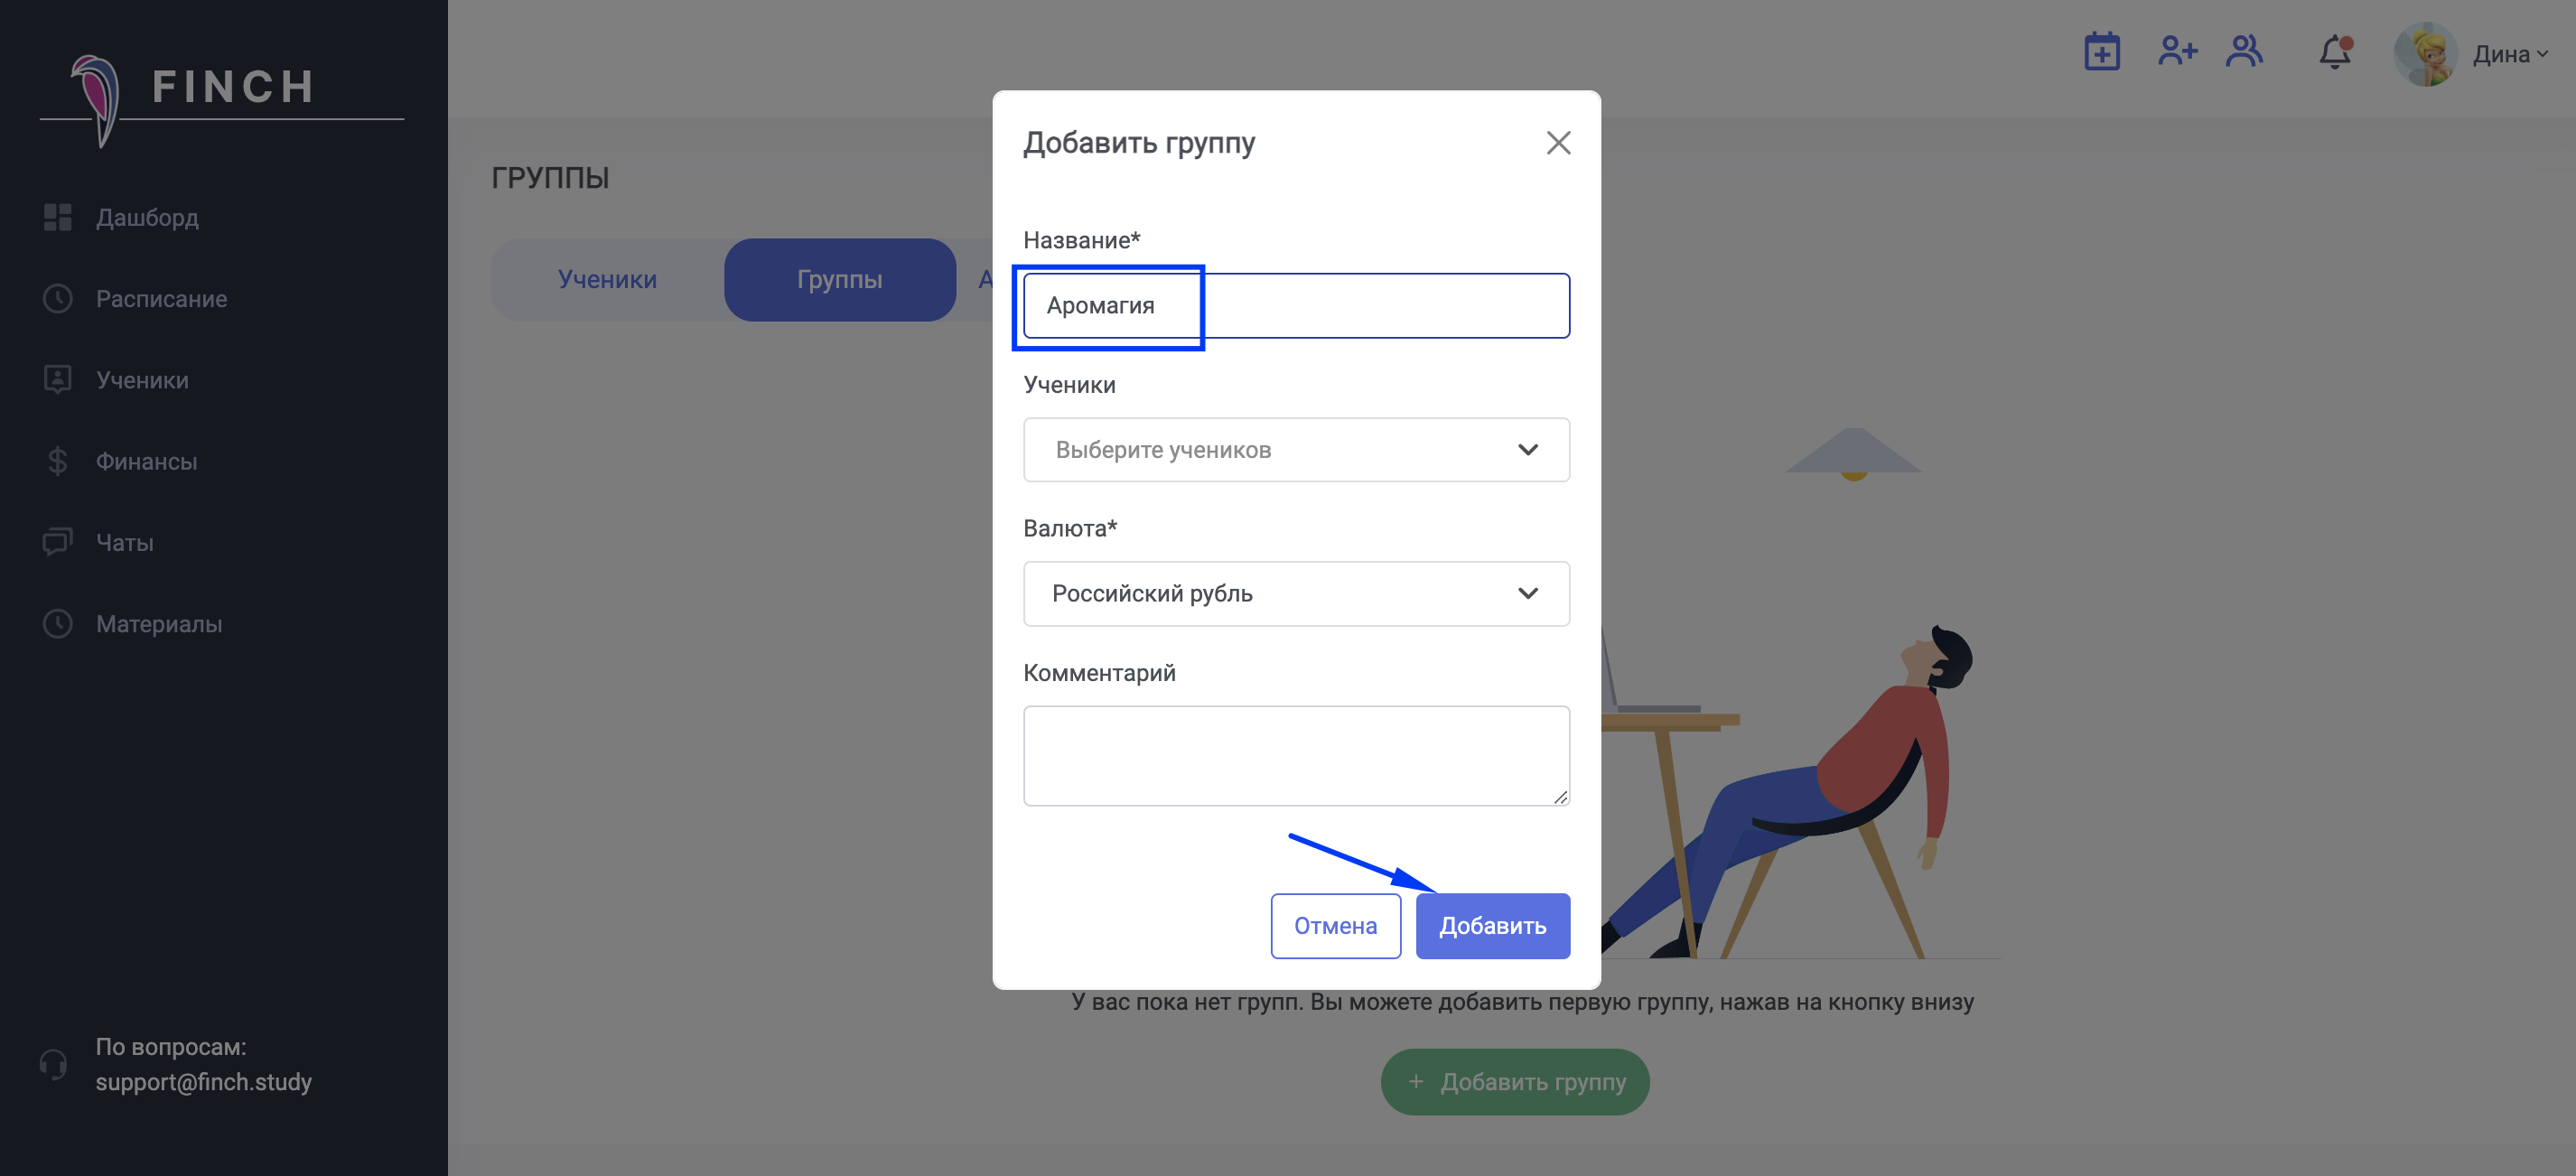 FINCH
Дашборд
Расписание
Ученики
Финансы
Чаты
Материалы
По вопросам:
support@finch.study
Дина
ГРУППЫ
Ученики
Группы
А
Добавить группу
Название*
Аромагия
Ученики
Выберите учеников
Валюта*
Российский рубль
Комментарий
Отмена
Добавить
У вас пока нет групп. Вы можете добавить первую группу, нажав на кнопку внизу
+ Добавить группу